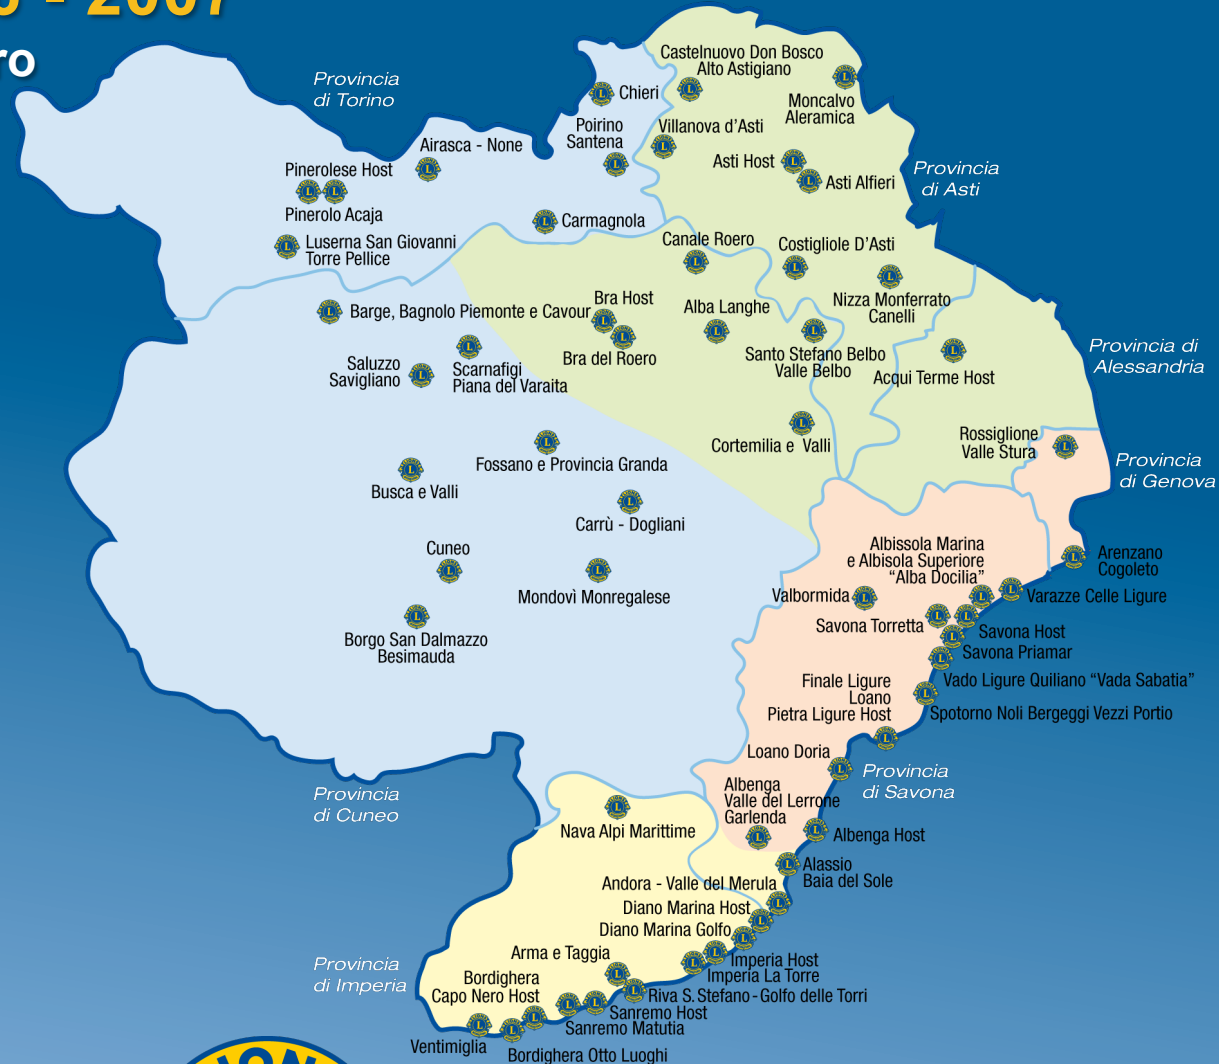 - 2007
ro
Provincia
di Torino
Castelnuovo Don Bosco
Alto Astigiano
Chieri
Moncalvo
Aleramica
Poirino
Santena
Villanova d'Asti
Airasca - None
Asti Host
Asti Alfieri
Provincia
di Asti
Pinerolese Host
Pinerolo Acaja
Carmagnola
Luserna San Giovanni
Torre Pellice
Canale Roero
Costigliole D'Asti
Barge, Bagnolo Piemonte e Cavour
Bra Host
Bra del Roero
Alba Langhe
Nizza Monferrato
Canelli
Santo Stefano Belbo
Valle Belbo
Acqui Terme Host
Provincia di
Alessandria
Saluzzo
Savigliano
Scarnafigi
Piana del Varaita
Cortemilia e Valli
Rossiglione
Valle Stura
Provincia
di Genova
Fossano e Provincia Granda
Busca e Valli
Carrù - Dogliani
Cuneo
Mondovì Monregalese
Borgo San Dalmazzo
Besimauda
Albissola Marina
e Albisola Superiore
“Alba Docilia”
Arenzano
Cogoleto
Valbormida
Varazze Celle Ligure
Savona Torretta
Savona Host
Savona Priamar
Finale Ligure
Loano
Pietra Ligure Host
Vado Ligure Quiliano “Vada Sabatia”
Spotorno Noli Bergeggi Vezzi Portio
Loano Doria
Provincia
di Savona
Provincia
di Cuneo
Albenga
Valle del Lerrone
Garlenda
Nava Alpi Marittime
Albenga Host
Alassio
Baia del Sole
Andora - Valle del Merula
Diano Marina Host
Diano Marina Golfo
Arma e Taggia
Imperia Host
Imperia La Torre
Provincia
di Imperia
Bordighera
Capo Nero Host
Riva S. Stefano - Golfo delle Torri
Sanremo Host
Sanremo Matutia
Ventimiglia
Bordighera Otto Luoghi
ION